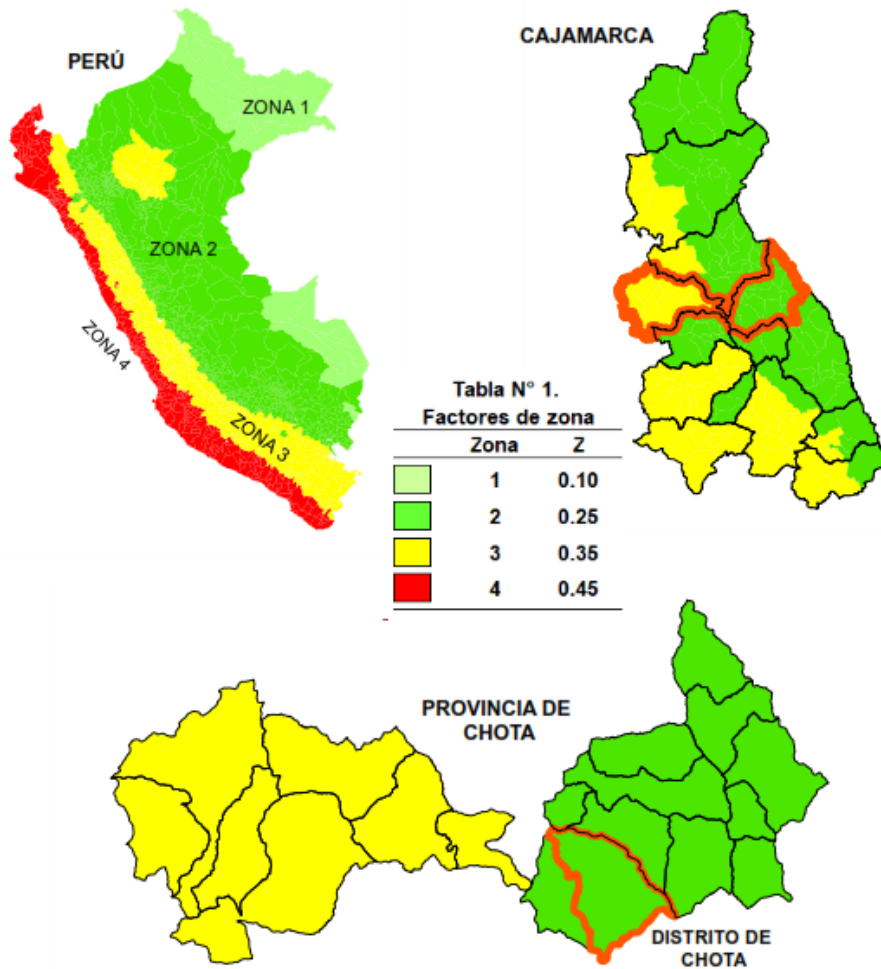 PERÚ
ZONA 1
ZONA 2
ZONA 4
ZONA 3
CAJAMARCA
Tabla N° 1.
Factores de zona
Zona Z
1 0.10
2 0.25
3 0.35
4 0.45
PROVINCIA DE
CHOTA
DISTRITO DE
CHOTA